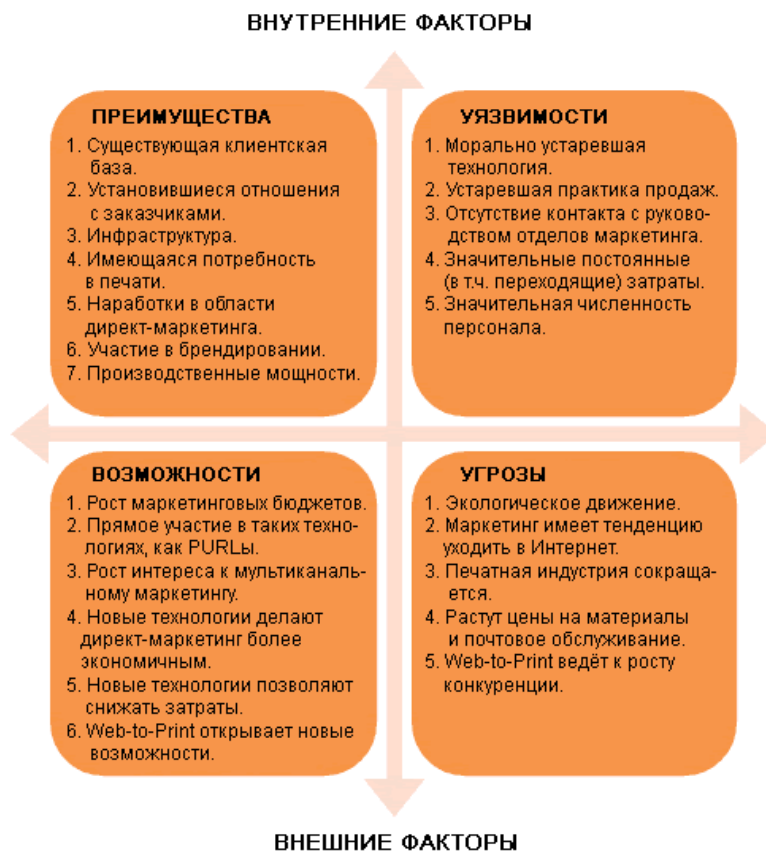 ВНУТРЕННИЕ ФАКТОРЫ
ПРЕИМУЩЕСТВА
1. Существующая клиентская
база.
2. Установившиеся отношения
с заказчиками.
3. Инфраструктура.
4. Имеющаяся потребность
в печати.
5. Наработки в области
директ-маркетинга.
6. Участие в брендировании.
7. Производственные мощности.
УЯЗВИМОСТИ
1. Морально устаревшая
технология.
2. Устаревшая практика продаж.
3. Отсутствие контакта с руково-
дством отделов маркетинга.
4. Значительные постоянные
(в т.ч. переходящие) затраты.
5. Значительная численность
персонала.
ВОЗМОЖНОСТИ
1. Рост маркетинговых бюджетов.
2. Прямое участие в таких техно-
логиях, как PURLы.
3. Рост интереса к мультиканаль-
ному маркетингу.
4. Новые технологии делают
директ-маркетинг более
экономичным.
5. Новые технологии позволяют
снижать затраты.
6. Web-to-Print открывает новые
возможности.
УГРОЗЫ
1. Экологическое движение.
2. Маркетинг имеет тенденцию
уходить в Интернет.
3. Печатная индустрия сокраща-
ется.
4. Растут цены на материалы
и почтовое обслуживание.
5. Web-to-Print ведёт к росту
конкуренции.
ВНЕШНИЕ ФАКТОРЫ